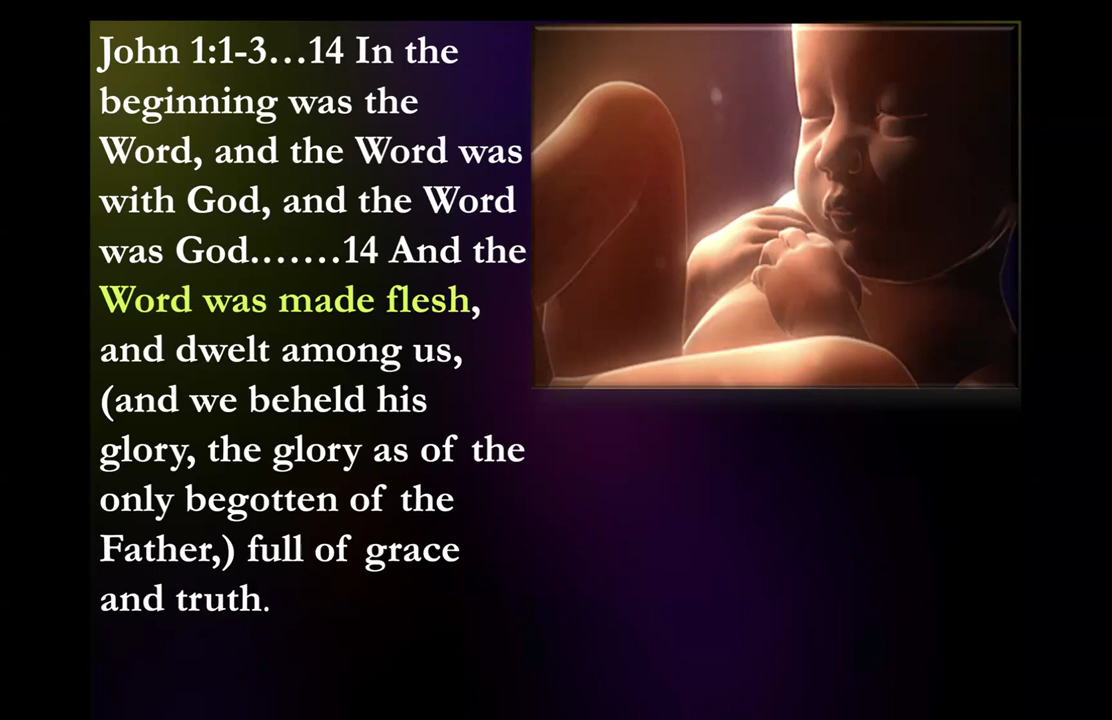 John 1:1-3…14 In the
beginning was the
Word, and the Word was
with God, and the Word
was God.……14 And the
Word was made flesh,
and dwelt among us,
(and we beheld his
glory, the glory as of the
only begotten of the
Father,) full of grace
and truth.